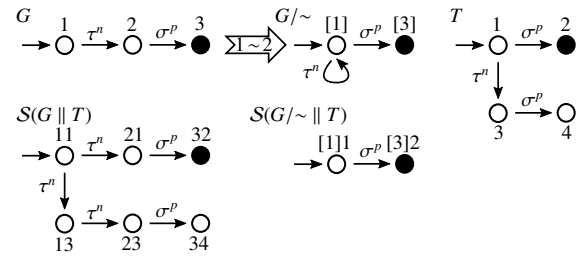 G
1 τⁿ 2 σᵖ 3
1 ~ 2
G/~
[1] σᵖ [3]
τⁿ
T
1 σᵖ 2
τⁿ
σᵖ
3 4
S(G ∥ T)
11 τⁿ 21 σᵖ 32
τⁿ
τⁿ σᵖ
13 23 34
S(G/~ ∥ T)
[1]1 σᵖ [3]2